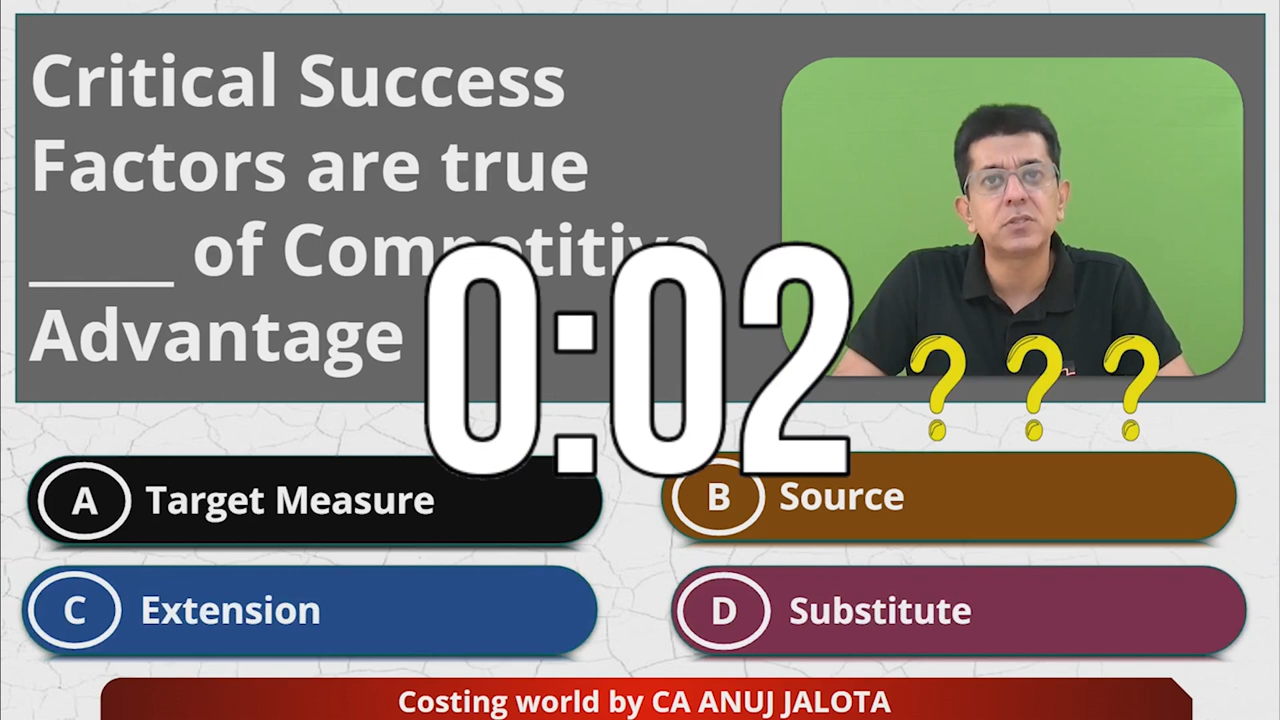 Critical Success
Factors are true
_____ of Competitive
Advantage
0:02
? ? ?
A Target Measure
B Source
C Extension
D Substitute
Costing world by CA ANUJ JALOTA